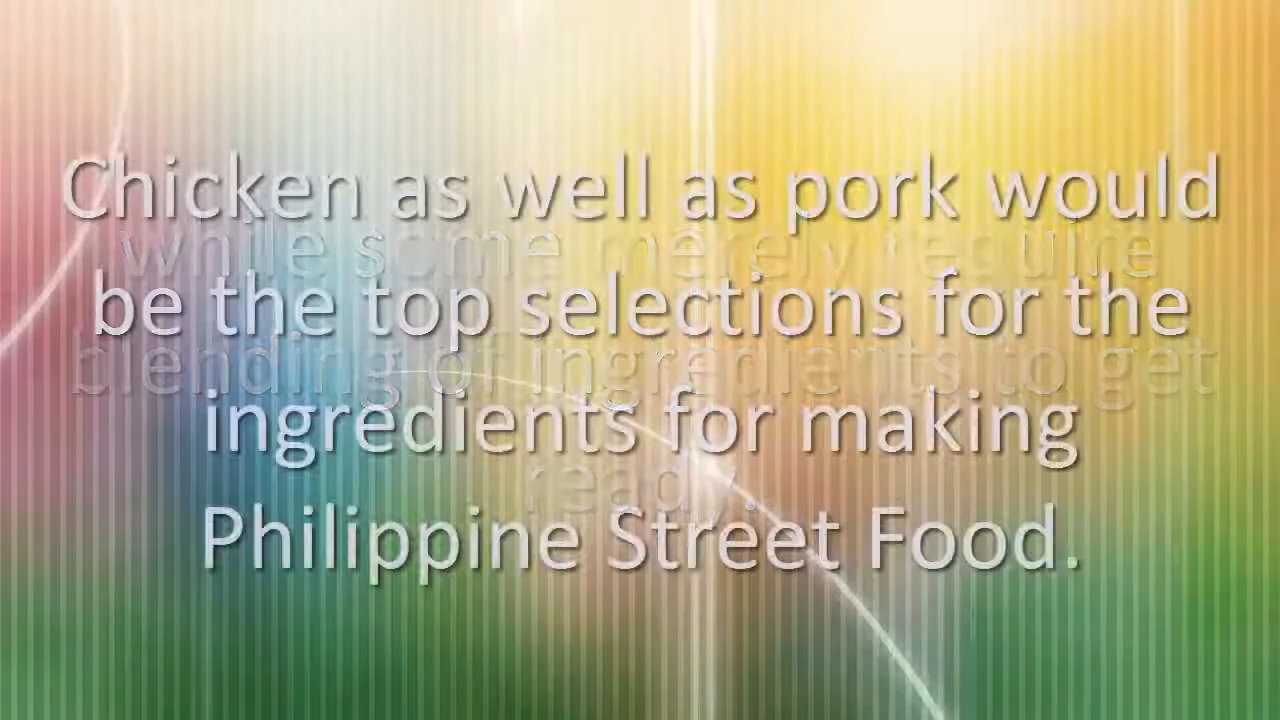 Chicken as well as pork would
while some merely require
be the top selections for the
blending of ingredients to get
ingredients for making
ready.
Philippine Street Food.